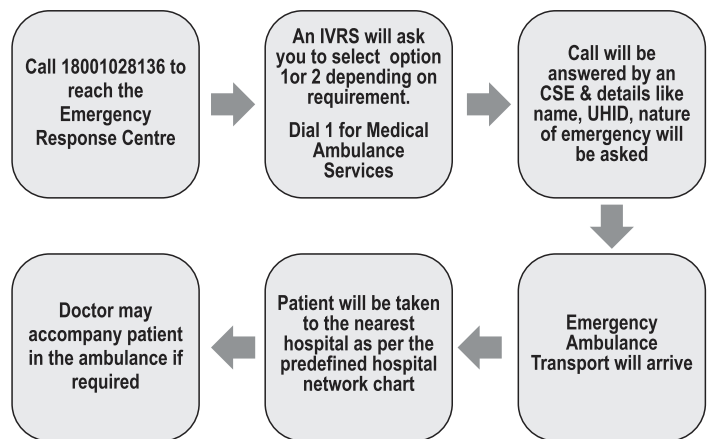 Call 18001028136 to
reach the
Emergency
Response Centre
An IVRS will ask
you to select option
1or 2 depending on
requirement.
Dial 1 for Medical
Ambulance
Services
Call will be
answered by an
CSE & details like
name, UHID, nature
of emergency will
be asked
Emergency
Ambulance
Transport will arrive
Patient will be taken
to the nearest
hospital as per the
predefined hospital
network chart
Doctor may
accompany patient
in the ambulance if
required